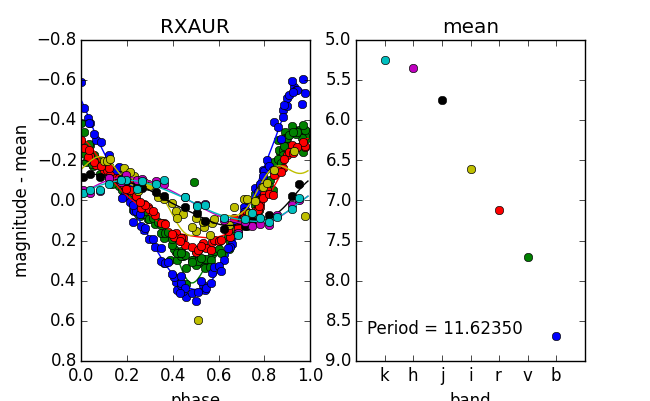 RXAUR
mean
−0.8
−0.6
−0.4
−0.2
0.0
0.2
0.4
0.6
0.8
magnitude - mean
0.0 0.2 0.4 0.6 0.8 1.0
phase
5.0
5.5
6.0
6.5
7.0
7.5
8.0
8.5
9.0
Period = 11.62350
k h j i r v b
band